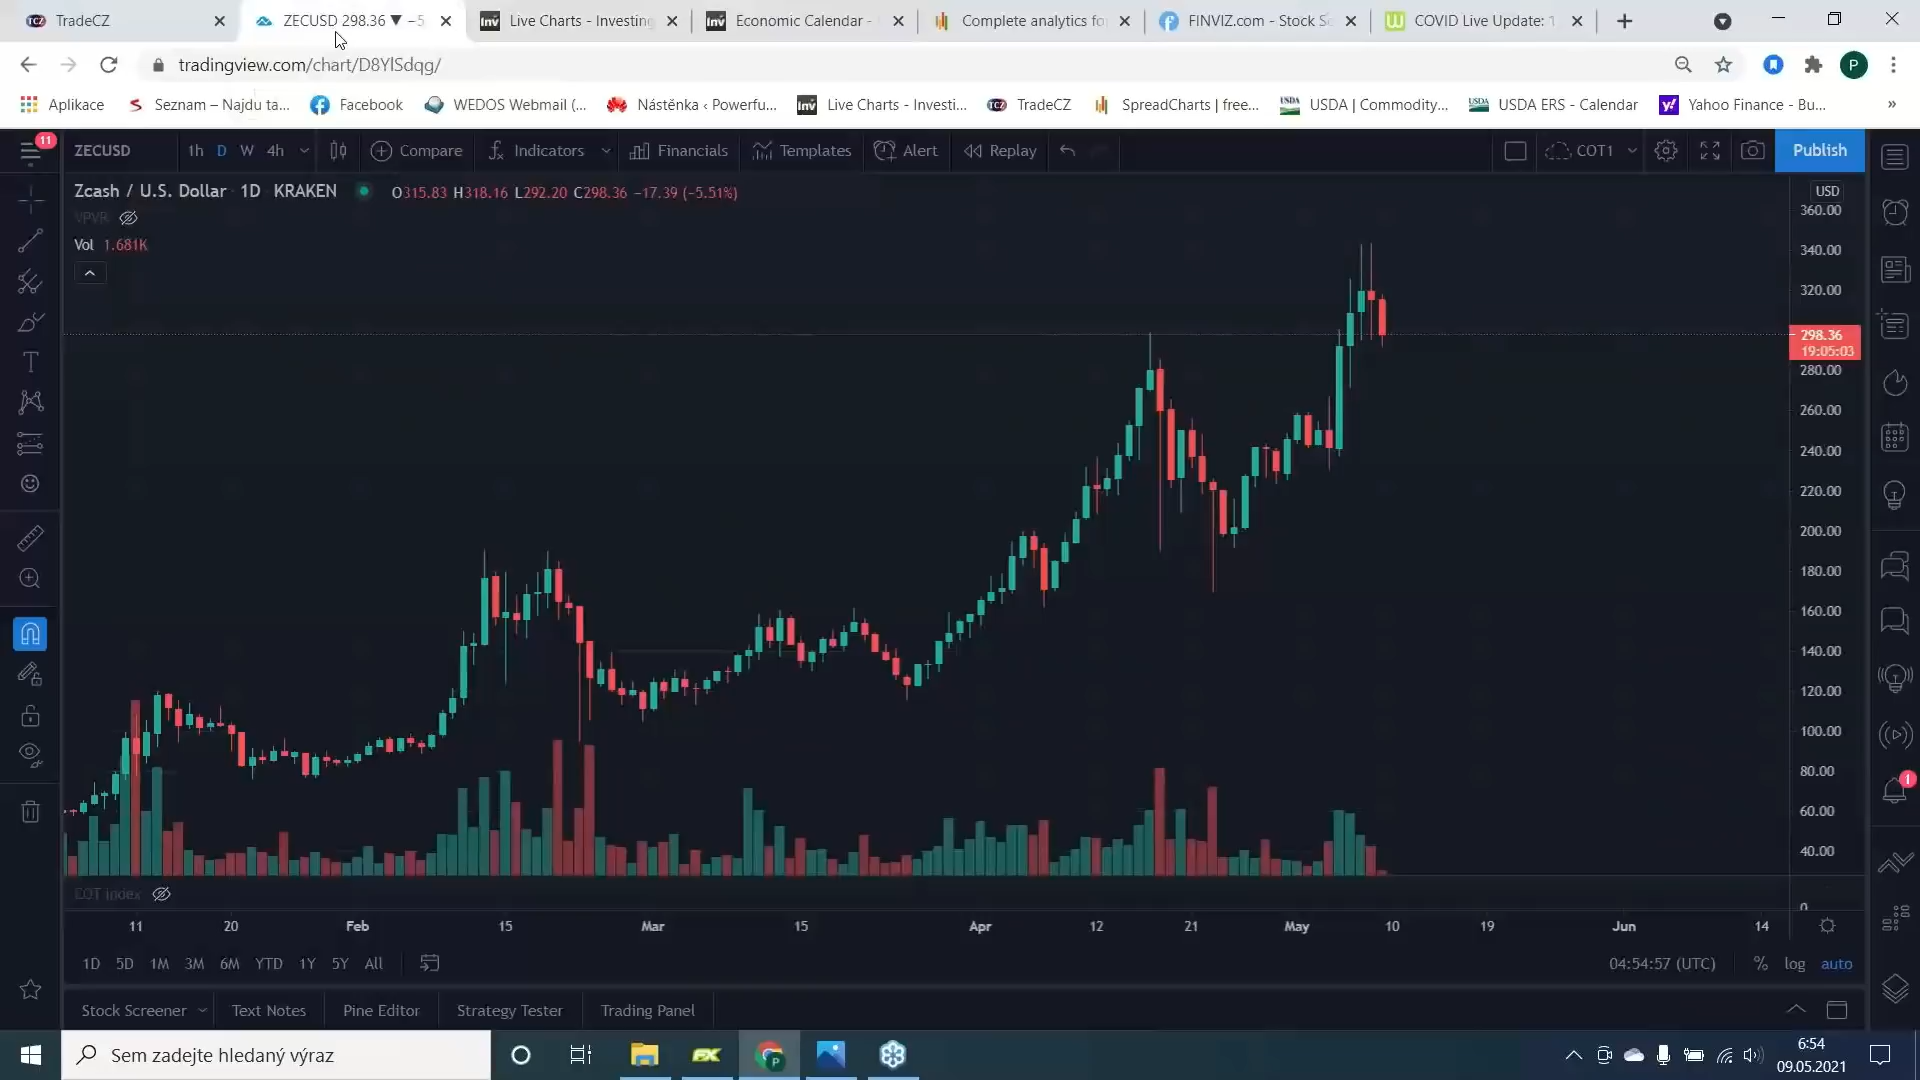 TradeCZ
ZECUSD 298.36 ▼ −5
Live Charts - Investing
Economic Calendar -
Complete analytics fo
FINVIZ.com - Stock Sc
COVID Live Update: 1
tradingview.com/chart/D8YlSdqg/
P
Aplikace
Seznam – Najdu ta...
Facebook
WEDOS Webmail (...
Nástěnka ‹ Powerfu...
Live Charts - Investi...
TradeCZ
SpreadCharts | free...
USDA | Commodity...
USDA ERS - Calendar
Yahoo Finance - Bu...
»
11
ZECUSD
1h D W 4h
Compare
Indicators
Financials
Templates
Alert
Replay
COT1
Publish
Zcash / U.S. Dollar 1D KRAKEN
O315.83 H318.16 L292.20 C298.36 −17.39 (−5.51%)
VPVR
Vol 1.681K
USD
360.00
340.00
320.00
298.36
19:05:03
280.00
260.00
240.00
220.00
200.00
180.00
160.00
140.00
120.00
100.00
80.00
60.00
40.00
COT Index
0
11 20 Feb 15 Mar 15 Apr 12 21 May 10 19 Jun 14
1D 5D 1M 3M 6M YTD 1Y 5Y All
04:54:57 (UTC)
% log auto
1
Stock Screener
Text Notes
Pine Editor
Strategy Tester
Trading Panel
Sem zadejte hledaný výraz
FX
6:54
09.05.2021